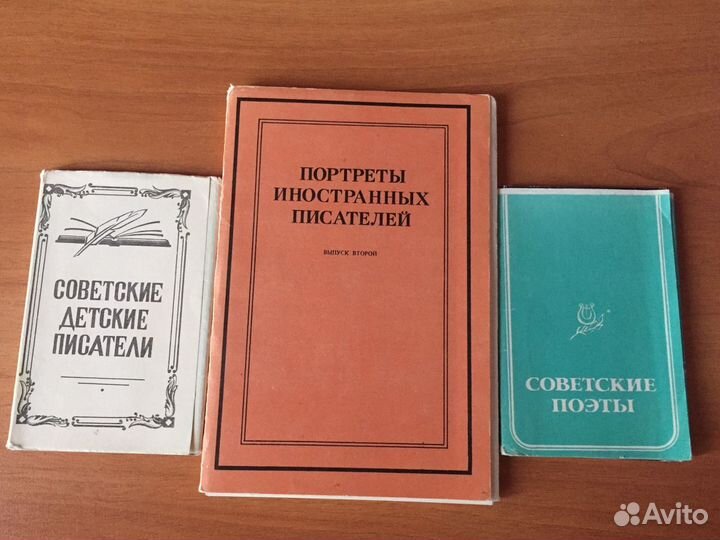 СОВЕТСКИЕ
ДЕТСКИЕ
ПИСАТЕЛИ
ПОРТРЕТЫ
ИНОСТРАННЫХ
ПИСАТЕЛЕЙ
ВЫПУСК ВТОРОЙ
СОВЕТСКИЕ
ПОЭТЫ
Avito